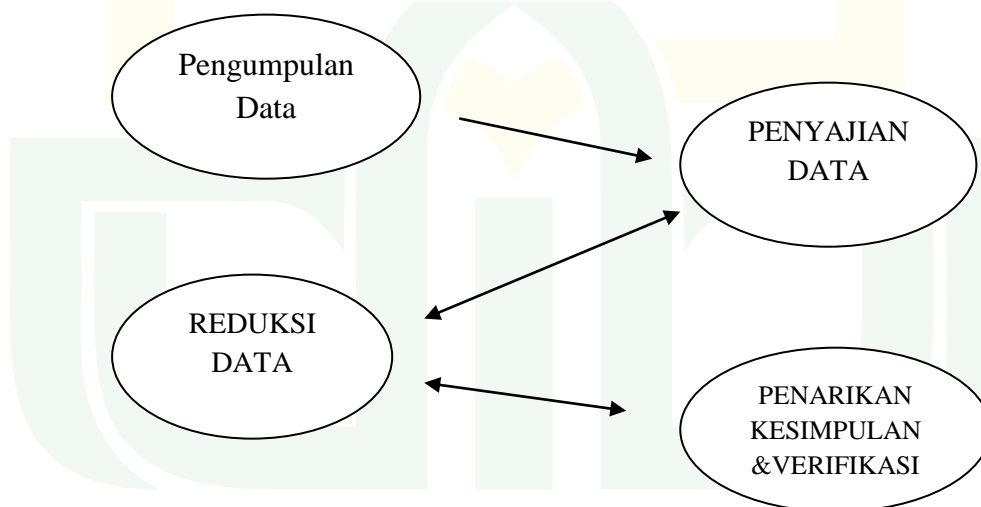 Pengumpulan
Data
PENYAJIAN
DATA
REDUKSI
DATA
PENARIKAN
KESIMPULAN
&VERIFIKASI